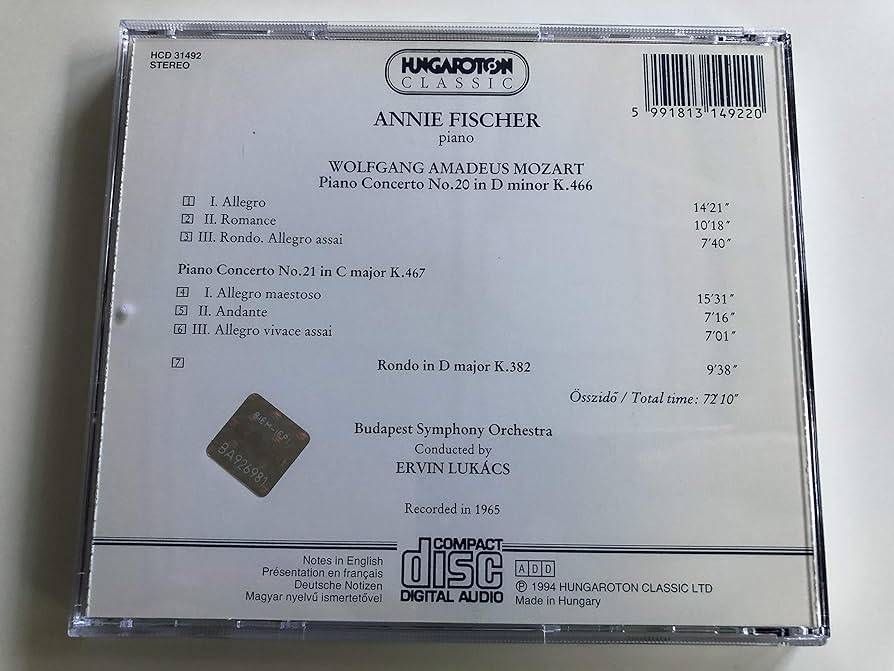 HCD 31492
STEREO
HUNGAROTON
CLASSIC
5 991813 149220
ANNIE FISCHER
piano
WOLFGANG AMADEUS MOZART
Piano Concerto No.20 in D minor K.466
1 I. Allegro 14'21"
2 II. Romance 10'18"
3 III. Rondo. Allegro assai 7'40"
Piano Concerto No.21 in C major K.467
4 I. Allegro maestoso 15'31"
5 II. Andante 7'16"
6 III. Allegro vivace assai 7'01"
7 Rondo in D major K.382 9'38"
Összidő / Total time: 72'10"
BIEM-IFPI
BA926981
Budapest Symphony Orchestra
Conducted by
ERVIN LUKÁCS
Recorded in 1965
Notes in English
Présentation en français
Deutsche Notizen
Magyar nyelvű ismertetővel
COMPACT
disc
DIGITAL AUDIO
ADD
℗ 1994 HUNGAROTON CLASSIC LTD
Made in Hungary